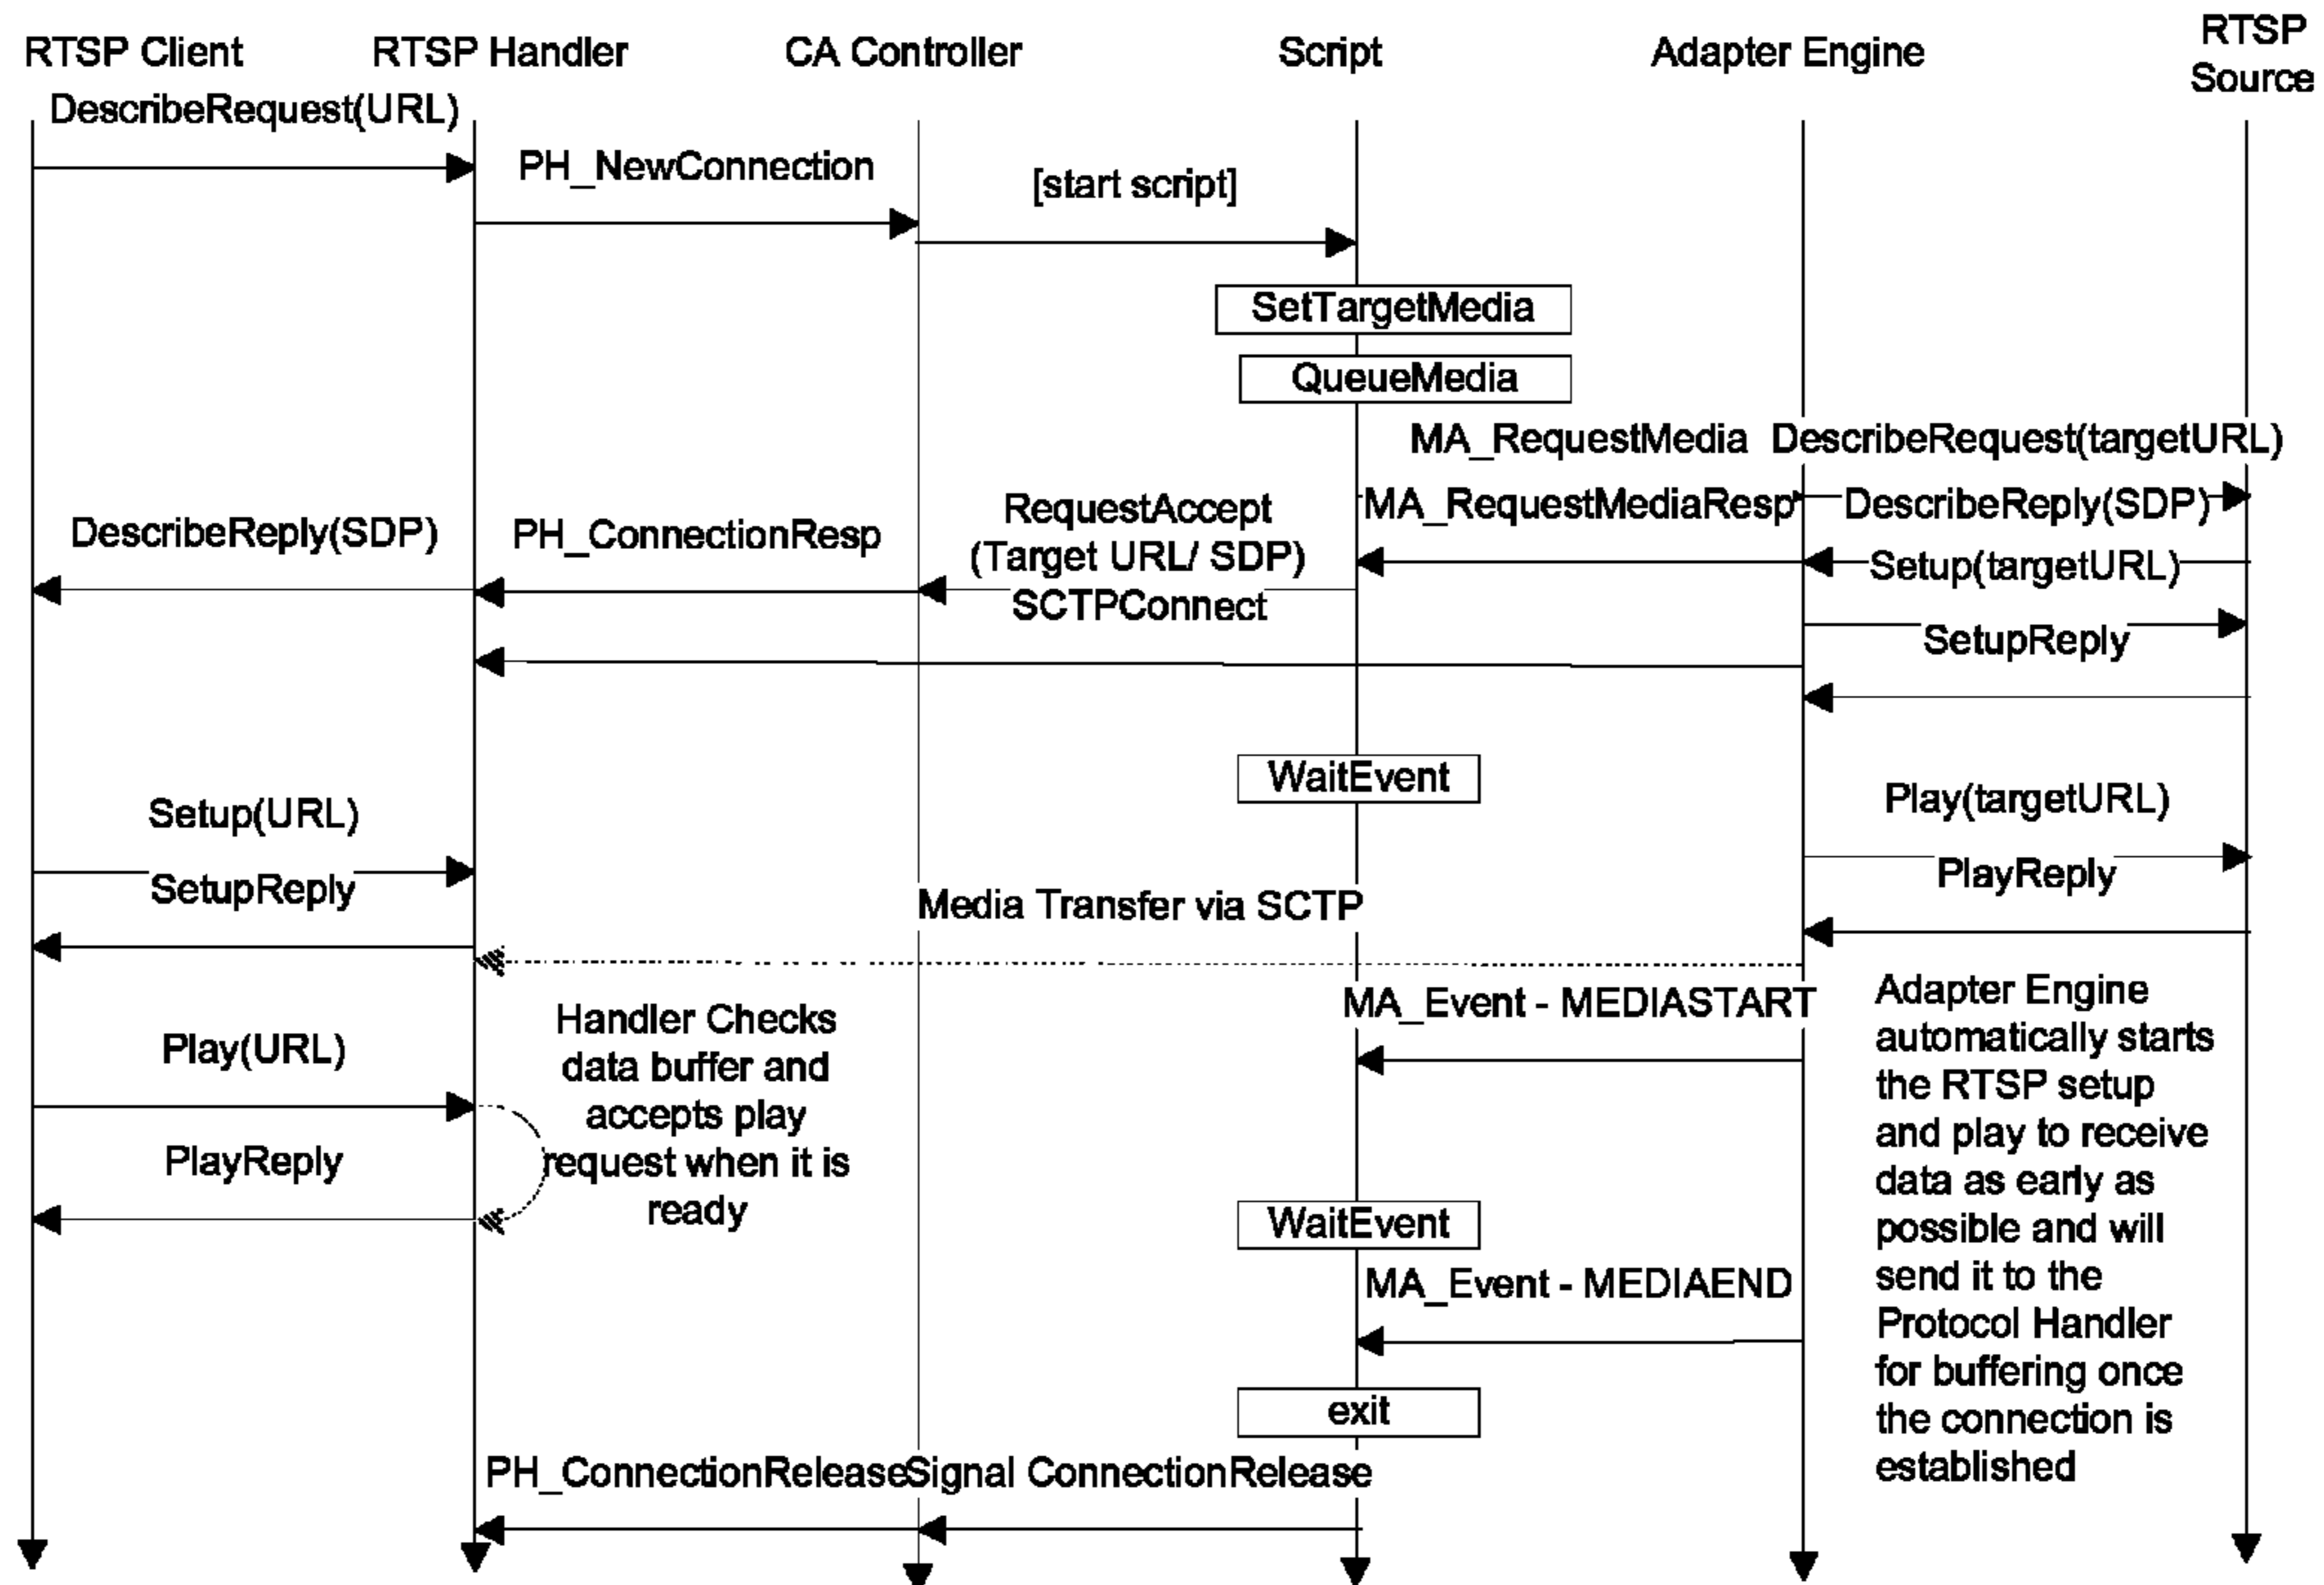 RTSP Client
RTSP Handler
CA Controller
Script
Adapter Engine
RTSP
Source
DescribeRequest(URL)
PH_NewConnection
[start script]
SetTargetMedia
QueueMedia
MA_RequestMedia
DescribeRequest(targetURL)
MA_RequestMediaResp
DescribeReply(SDP)
RequestAccept
(Target URL/ SDP)
SCTPConnect
DescribeReply(SDP)
PH_ConnectionResp
Setup(targetURL)
SetupReply
WaitEvent
Play(targetURL)
Setup(URL)
PlayReply
SetupReply
Media Transfer via SCTP
MA_Event - MEDIASTART
Handler Checks
data buffer and
accepts play
request when it is
ready
Play(URL)
PlayReply
Adapter Engine
automatically starts
the RTSP setup
and play to receive
data as early as
possible and will
send it to the
Protocol Handler
for buffering once
the connection is
established
WaitEvent
MA_Event - MEDIAEND
exit
PH_ConnectionRelease
Signal ConnectionRelease